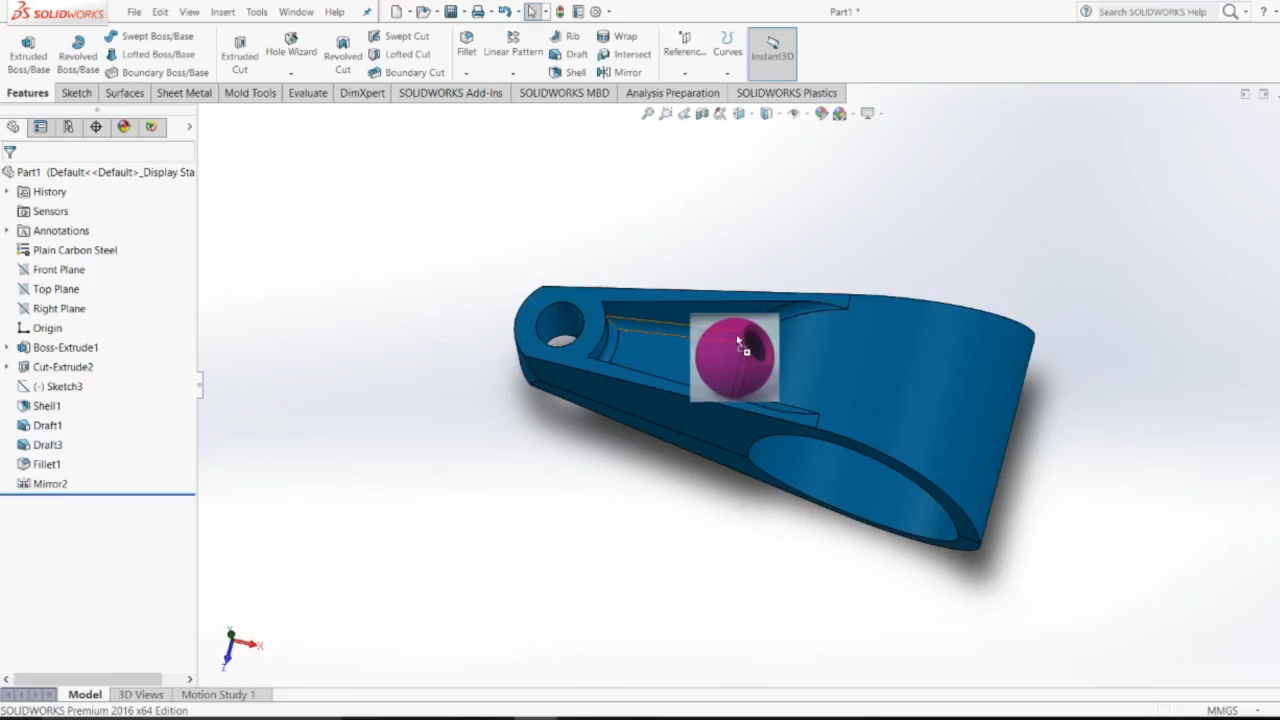 SOLIDWORKS File Edit View Insert Tools Window Help Part1 * Search SOLIDWORKS Help ?
Extruded Boss/Base
Revolved Boss/Base
Swept Boss/Base
Lofted Boss/Base
Boundary Boss/Base
Extruded Cut
Hole Wizard
Revolved Cut
Swept Cut
Lofted Cut
Boundary Cut
Fillet
Linear Pattern
Rib
Draft
Shell
Wrap
Intersect
Mirror
Referenc...
Curves
Instant3D
Features Sketch Surfaces Sheet Metal Mold Tools Evaluate DimXpert SOLIDWORKS Add-Ins SOLIDWORKS MBD Analysis Preparation SOLIDWORKS Plastics
Part1 (Default<<Default>_Display Sta
History
Sensors
Annotations
Plain Carbon Steel
Front Plane
Top Plane
Right Plane
Origin
Boss-Extrude1
Cut-Extrude2
(-) Sketch3
Shell1
Draft1
Draft3
Fillet1
Mirror2
Y
X
Z
Model 3D Views Motion Study 1
SOLIDWORKS Premium 2016 x64 Edition MMGS